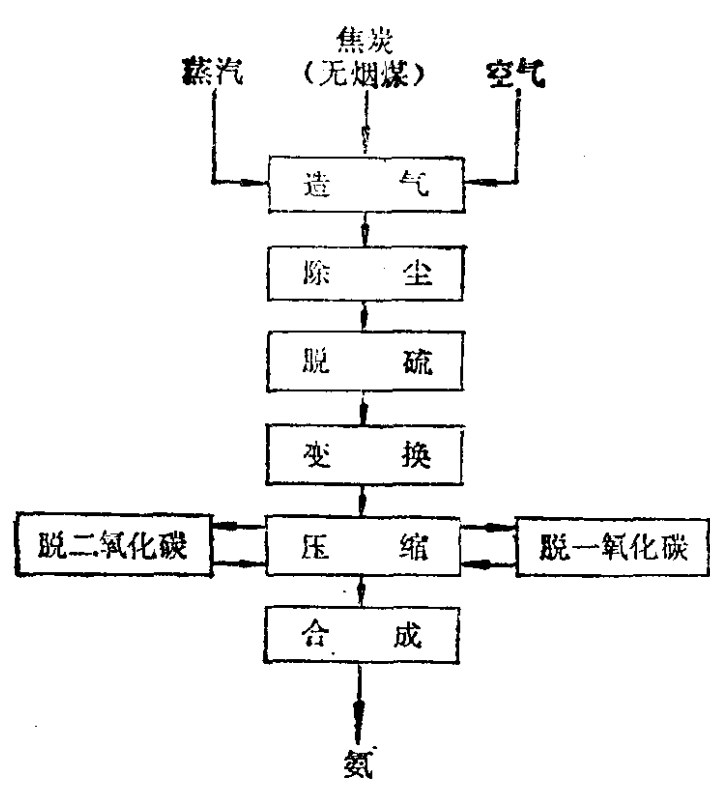 焦炭
蒸汽 （无烟煤） 空气
造 气
除 尘
脱 硫
变 换
脱二氧化碳 压 缩 脱一氧化碳
合 成
氨